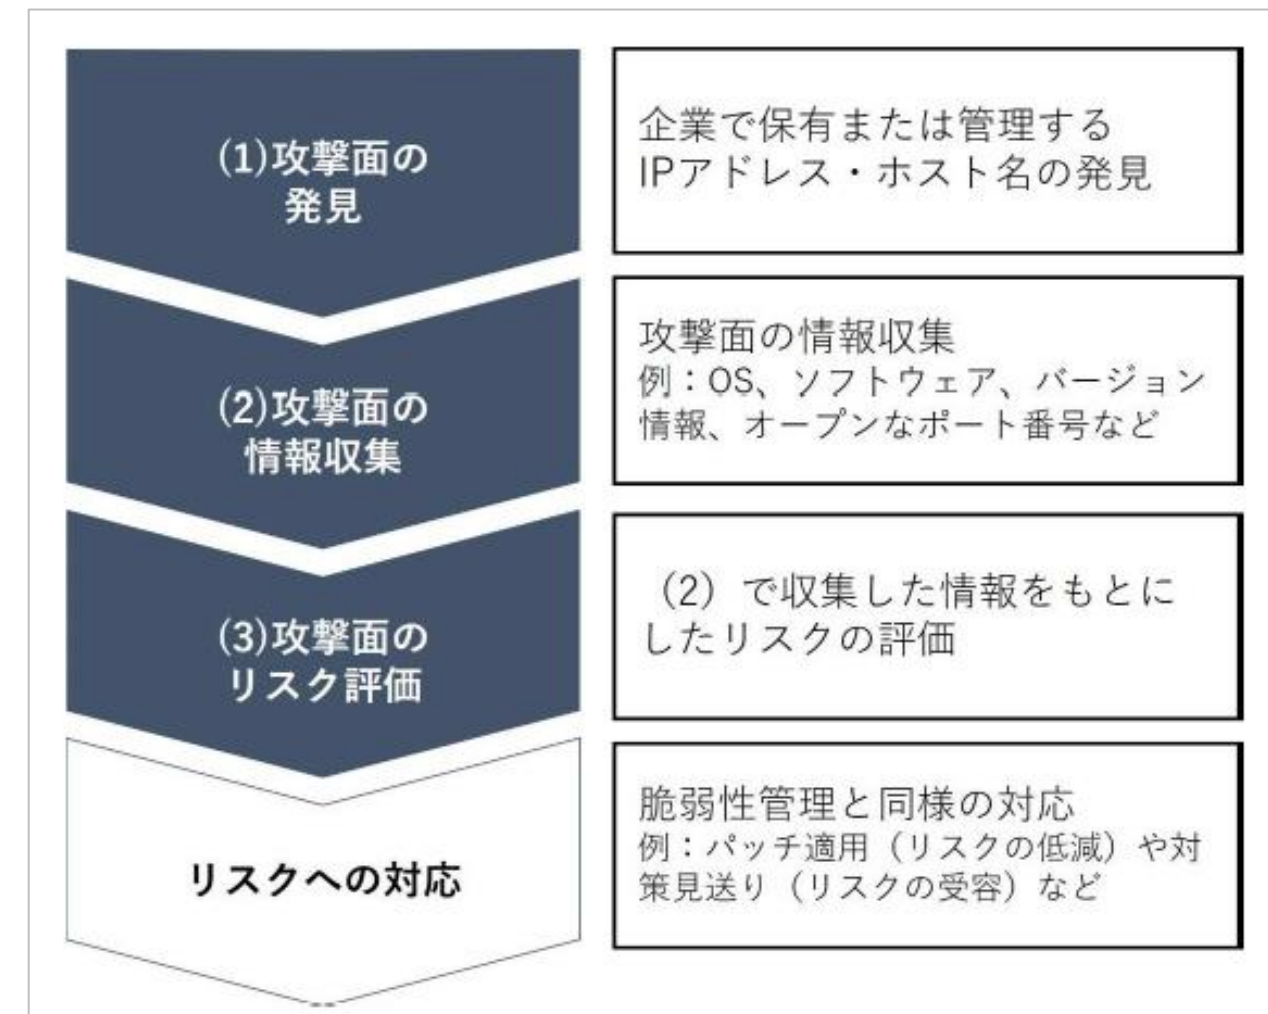 (1)攻撃面の
発見
企業で保有または管理する
IPアドレス・ホスト名の発見
(2)攻撃面の
情報収集
攻撃面の情報収集
例：OS、ソフトウェア、バージョン
情報、オープンなポート番号など
(3)攻撃面の
リスク評価
（2）で収集した情報をもとに
したリスクの評価
リスクへの対応
脆弱性管理と同様の対応
例：パッチ適用（リスクの低減）や対
策見送り（リスクの受容）など